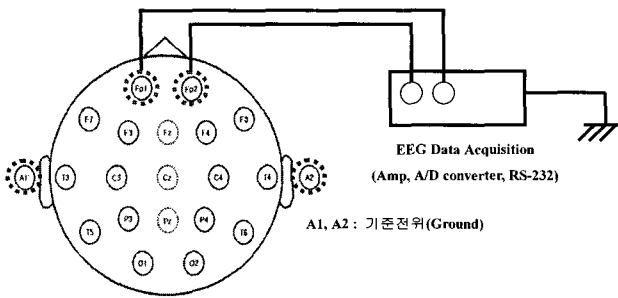 Fp1 Fp2
F7 F3 Fz F4 F8
A1 T3 C3 Cz C4 T4 A2
T5 P3 Pz P4 T6
O1 O2
EEG Data Acquisition
(Amp, A/D converter, RS-232)
A1, A2 : 기준전위(Ground)